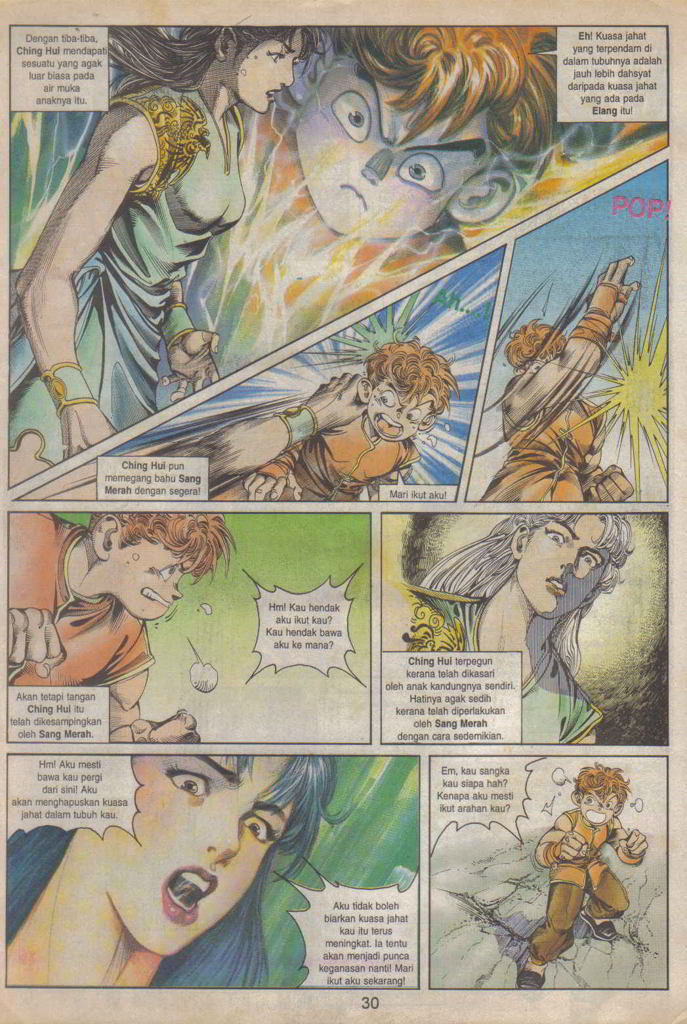 Dengan tiba-tiba,
Ching Hui mendapati
sesuatu yang agak
luar biasa pada
air muka
anaknya itu.
Eh! Kuasa jahat
yang terpendam di
dalam tubuhnya adalah
jauh lebih dahsyat
daripada kuasa jahat
yang ada pada
Elang itu!
POP!
Ah....!
Ching Hui pun
memegang bahu Sang
Merah dengan segera!
Mari ikut aku!
Hm! Kau hendak
aku ikut kau?
Kau hendak bawa
aku ke mana?
Akan tetapi tangan
Ching Hui itu
telah dikesampingkan
oleh Sang Merah.
Ching Hui terpegun
kerana telah dikasari
oleh anak kandungnya sendiri.
Hatinya agak sedih
kerana telah diperlakukan
oleh Sang Merah
dengan cara sedemikian.
Hm! Aku mesti
bawa kau pergi
dari sini! Aku
akan menghapuskan kuasa
jahat dalam tubuh kau.
Aku tidak boleh
biarkan kuasa jahat
kau itu terus
meningkat. Ia tentu
akan menjadi punca
keganasan nanti! Mari
ikut aku sekarang!
Em, kau sangka
kau siapa hah?
Kenapa aku mesti
ikut arahan kau?
30